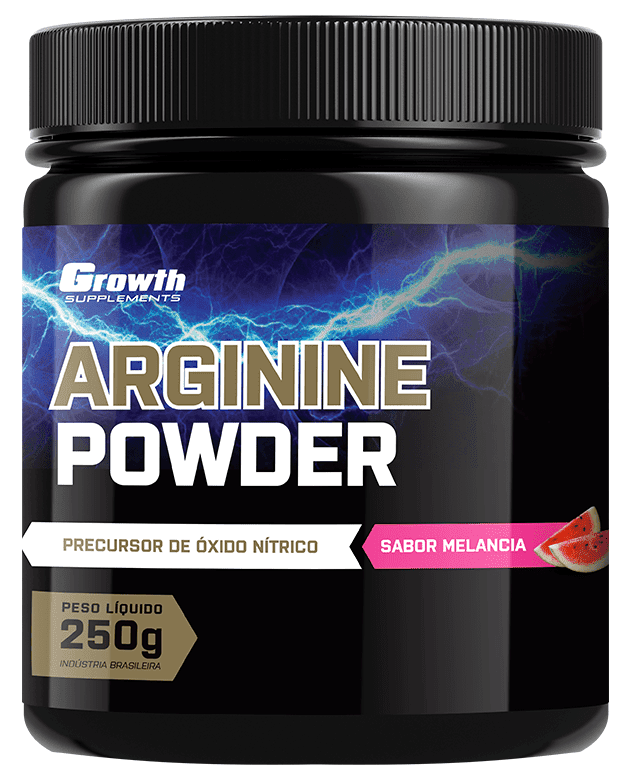 Growth
SUPPLEMENTS
ARGININE
POWDER
PRECURSOR DE ÓXIDO NÍTRICO
SABOR MELANCIA
PESO LÍQUIDO
250g
INDÚSTRIA BRASILEIRA